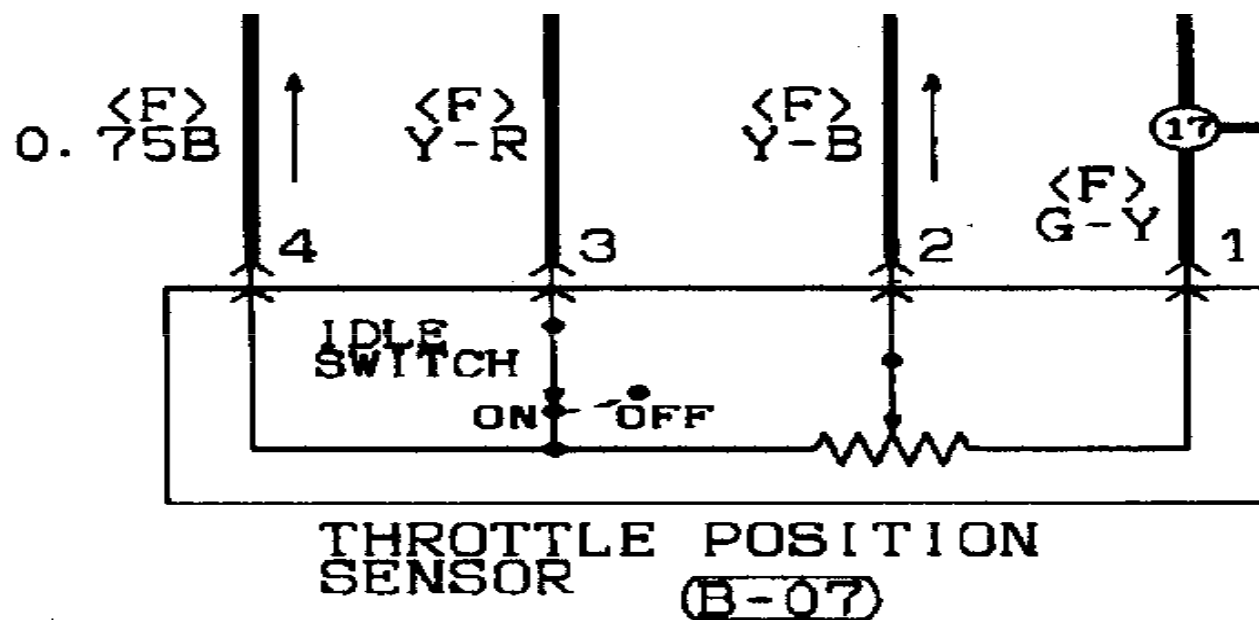 <F> <F> <F>
0.75B Y-R Y-B 17
<F>
G-Y
4 3 2 1
IDLE
SWITCH
ON OFF
THROTTLE POSITION
SENSOR B-07